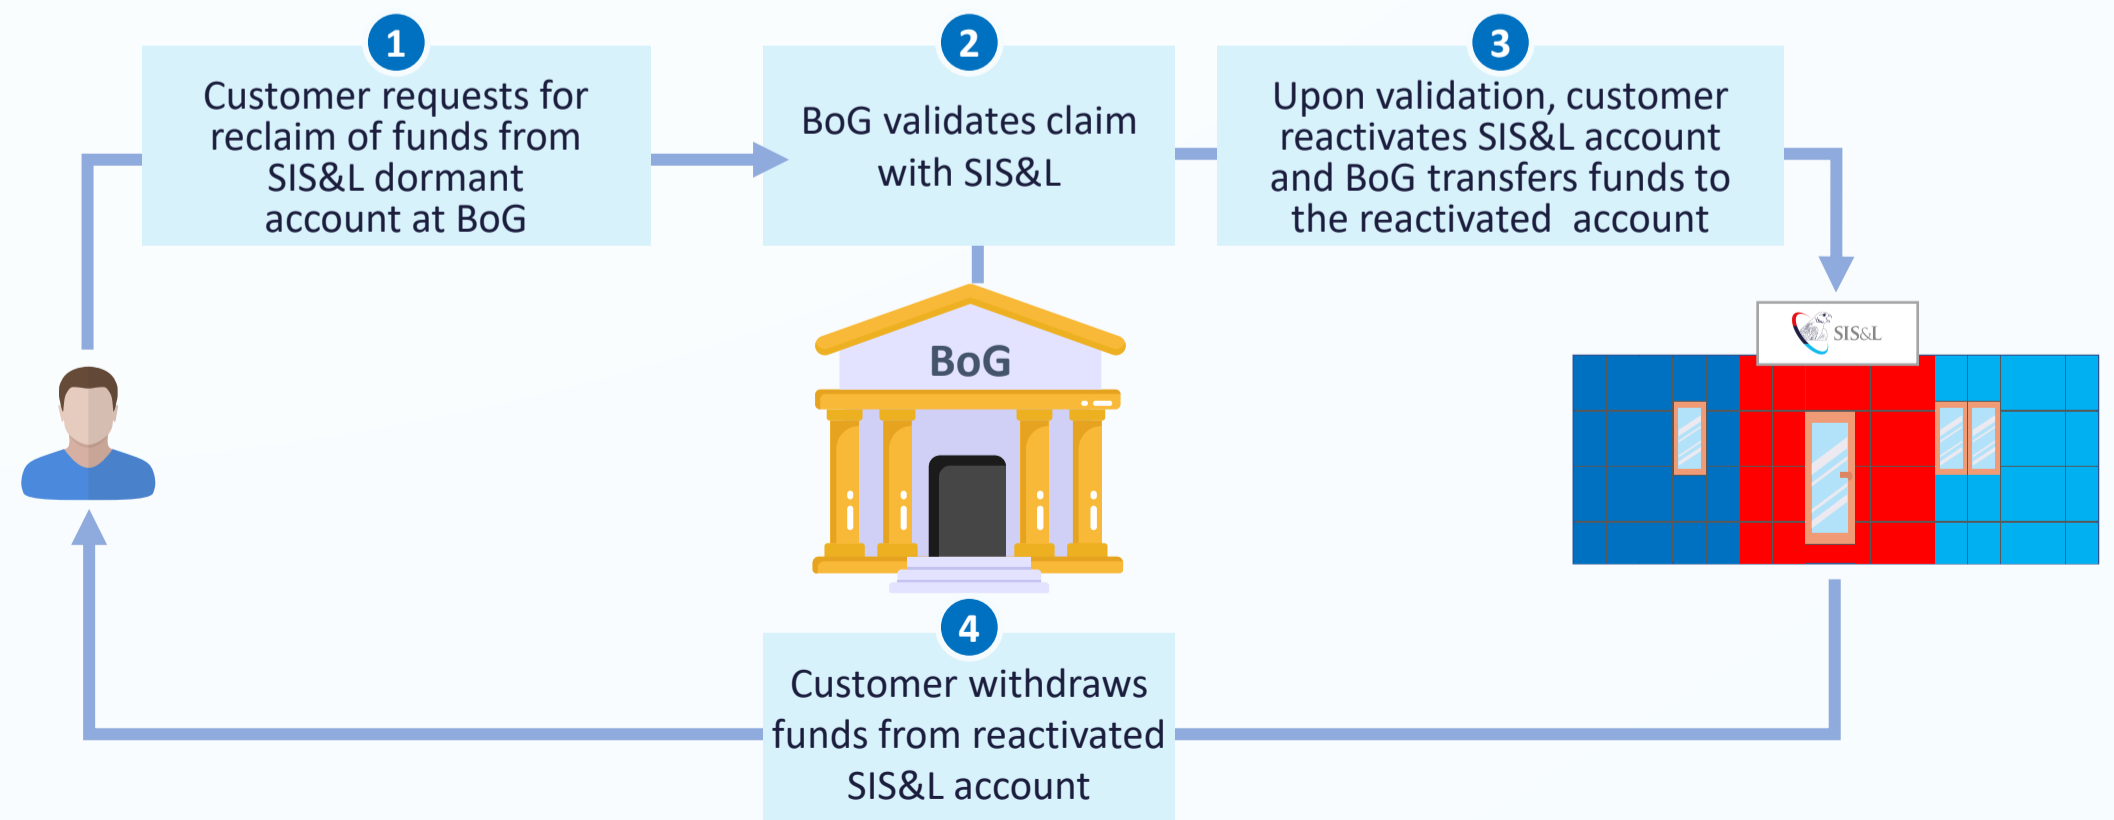 1
Customer requests for
reclaim of funds from
SIS&L dormant
account at BoG
2
BoG validates claim
with SIS&L
3
Upon validation, customer
reactivates SIS&L account
and BoG transfers funds to
the reactivated account
BoG
SIS&L
4
Customer withdraws
funds from reactivated
SIS&L account